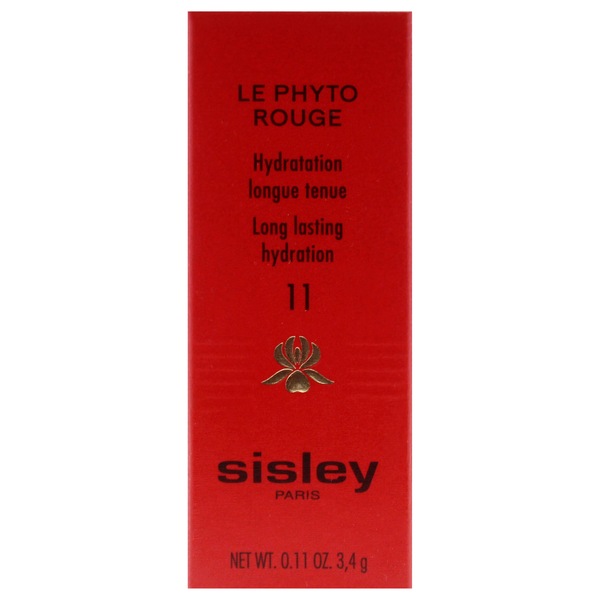 LE PHYTO
ROUGE
Hydratation
longue tenue
Long lasting
hydration
11
sisley
PARIS
NET WT. 0.11 OZ. 3,4 g